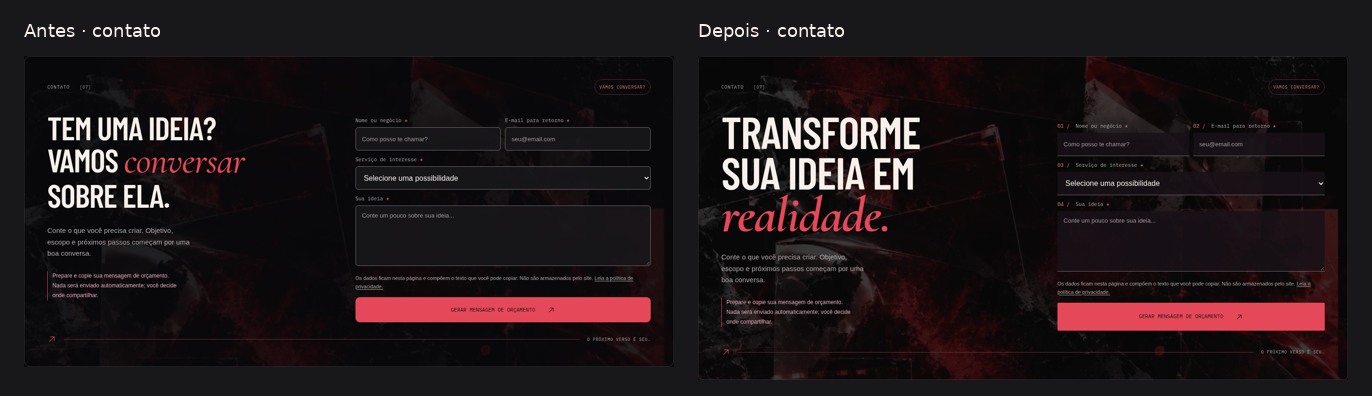 Antes · contato
CONTATO [07]
VAMOS CONVERSAR?
TEM UMA IDEIA?
VAMOS conversar
SOBRE ELA.
Conte o que você precisa criar. Objetivo,
escopo e próximos passos começam por uma
boa conversa.
Prepare e copie sua mensagem de orçamento.
Nada será enviado automaticamente; você decide
onde compartilhar.
Nome ou negócio *
E-mail para retorno *
Como posso te chamar?
seu@email.com
Serviço de interesse *
Selecione uma possibilidade
Sua ideia *
Conte um pouco sobre sua ideia...
Os dados ficam nesta página e compõem o texto que você pode copiar. Não são armazenados pelo site. Leia a política de
privacidade.
GERAR MENSAGEM DE ORÇAMENTO ↗
↗
O PRÓXIMO VERSO É SEU.
Depois · contato
CONTATO [07]
VAMOS CONVERSAR?
TRANSFORME
SUA IDEIA EM
realidade.
Conte o que você precisa criar. Objetivo,
escopo e próximos passos começam por uma
boa conversa.
Prepare e copie sua mensagem de orçamento.
Nada será enviado automaticamente; você decide
onde compartilhar.
01 / Nome ou negócio *
02 / E-mail para retorno *
Como posso te chamar?
seu@email.com
03 / Serviço de interesse *
Selecione uma possibilidade
04 / Sua ideia *
Conte um pouco sobre sua ideia...
Os dados ficam nesta página e compõem o texto que você pode copiar. Não são armazenados pelo site. Leia a
política de privacidade.
GERAR MENSAGEM DE ORÇAMENTO ↗
↗
O PRÓXIMO VERSO É SEU.